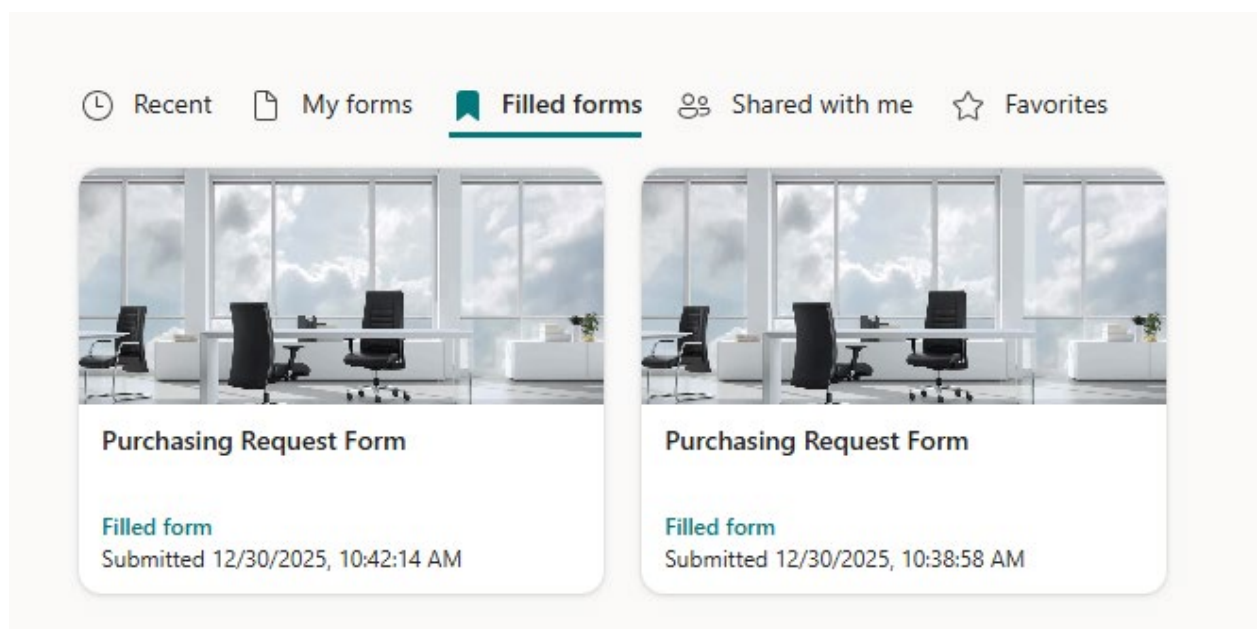 Recent My forms Filled forms Shared with me Favorites
Purchasing Request Form
Filled form
Submitted 12/30/2025, 10:42:14 AM
Purchasing Request Form
Filled form
Submitted 12/30/2025, 10:38:58 AM